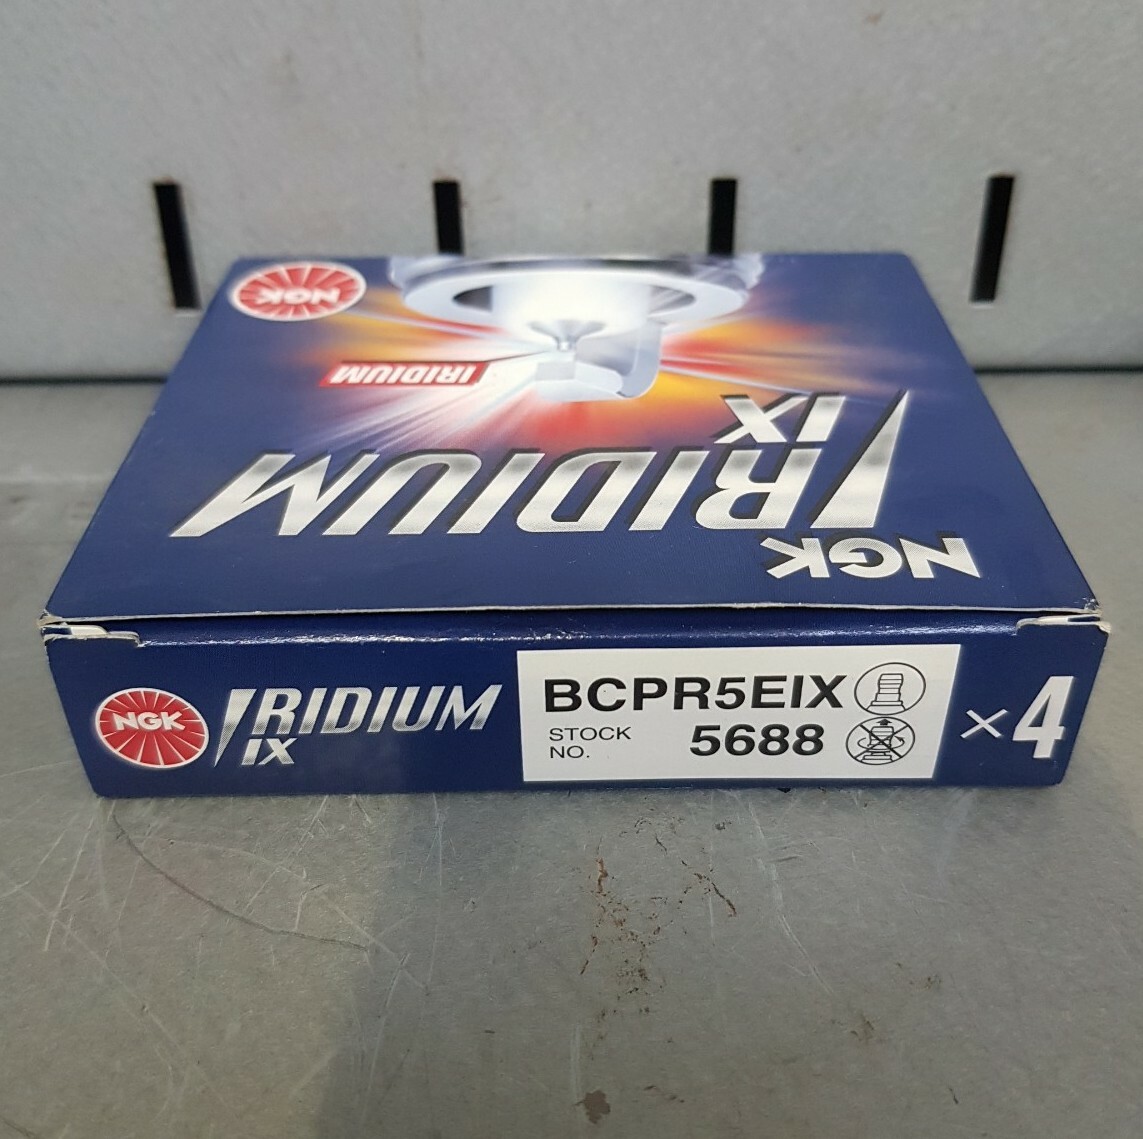 NGK
IRIDIUM
NGK
IRIDIUM
IX
NGK
IRIDIUM
IX
BCPR5EIX
STOCK
NO. 5688
×4